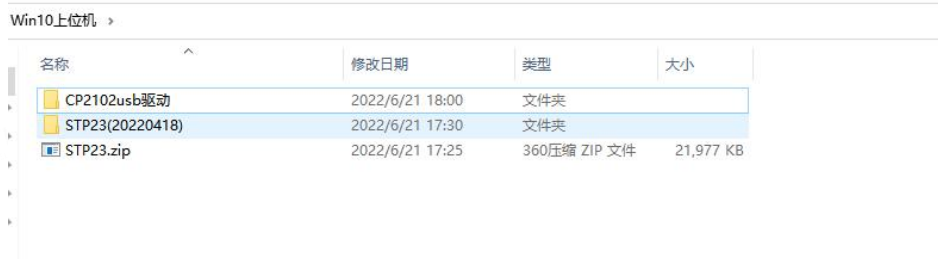 Win10上位机
名称 修改日期 类型 大小
CP2102usb驱动 2022/6/21 18:00 文件夹
STP23(20220418) 2022/6/21 17:30 文件夹
STP23.zip 2022/6/21 17:25 360压缩 ZIP 文件 21,977 KB